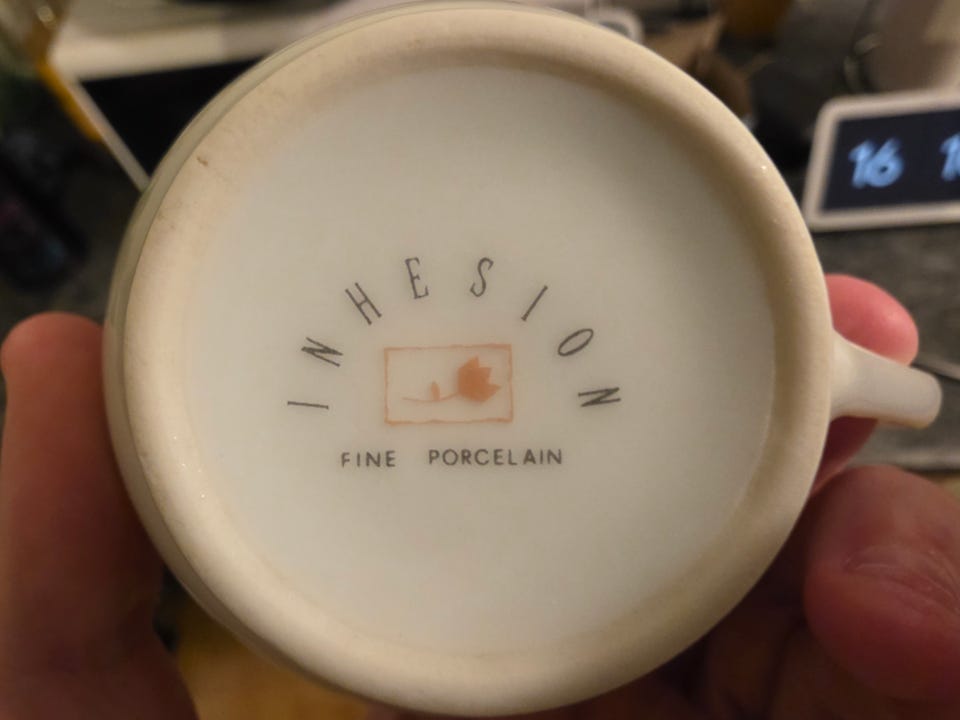 INHESION
FINE PORCELAIN
16